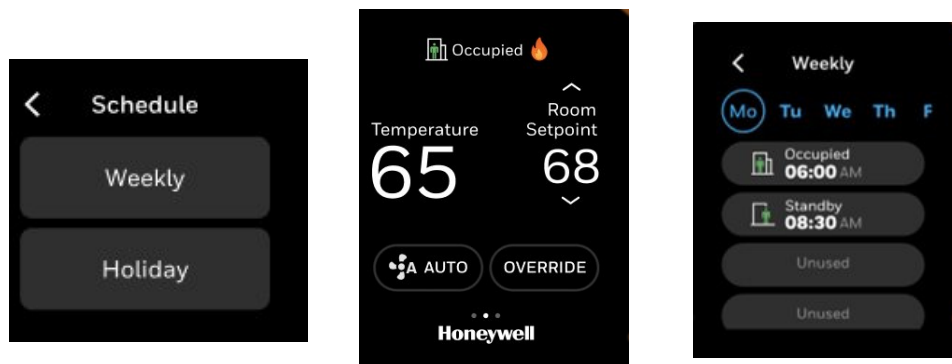 Schedule
Weekly
Holiday
Occupied
Temperature
65
Room
Setpoint
68
A AUTO
OVERRIDE
Honeywell
Weekly
Mo Tu We Th F
Occupied
06:00 AM
Standby
08:30 AM
Unused
Unused